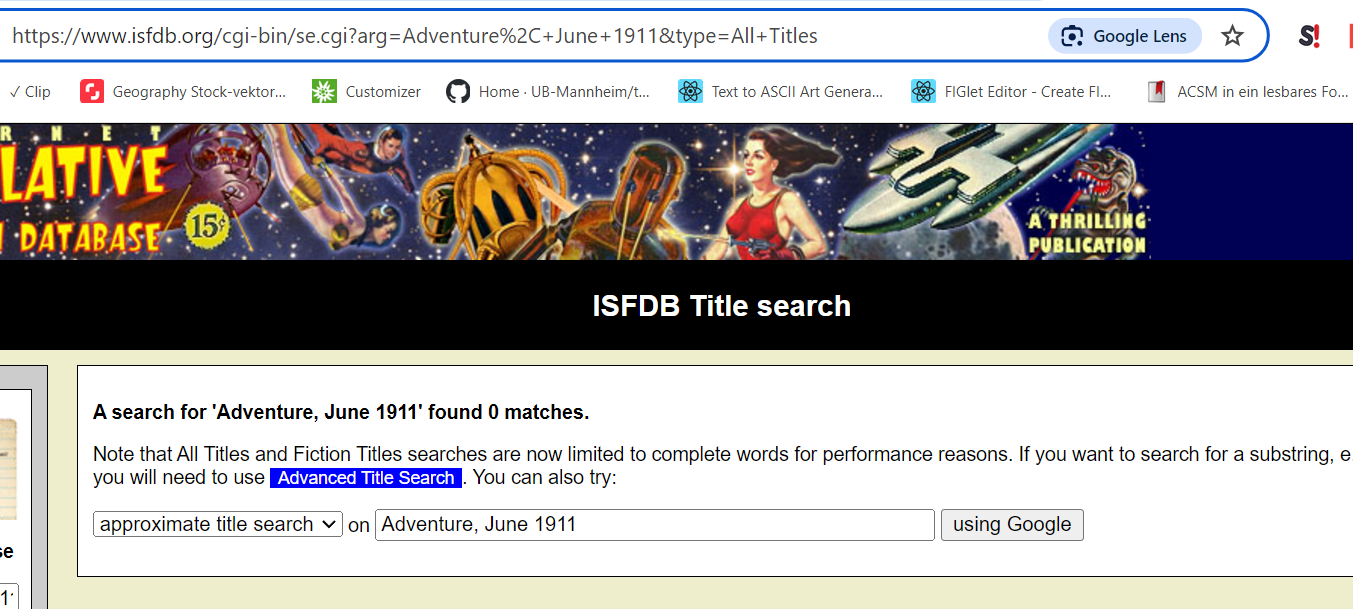 https://www.isfdb.org/cgi-bin/se.cgi?arg=Adventure%2C+June+1911&type=All+Titles Google Lens S!
✓ Clip Geography Stock-vektor... Customizer Home · UB-Mannheim/t... Text to ASCII Art Genera... FIGlet Editor - Create FI... ACSM in ein lesbares Fo...
R N E T
LATIVE
DATABASE 15¢
A THRILLING
PUBLICATION
ISFDB Title search
A search for 'Adventure, June 1911' found 0 matches.
Note that All Titles and Fiction Titles searches are now limited to complete words for performance reasons. If you want to search for a substring, e.
you will need to use Advanced Title Search. You can also try:
approximate title search on Adventure, June 1911 using Google
se